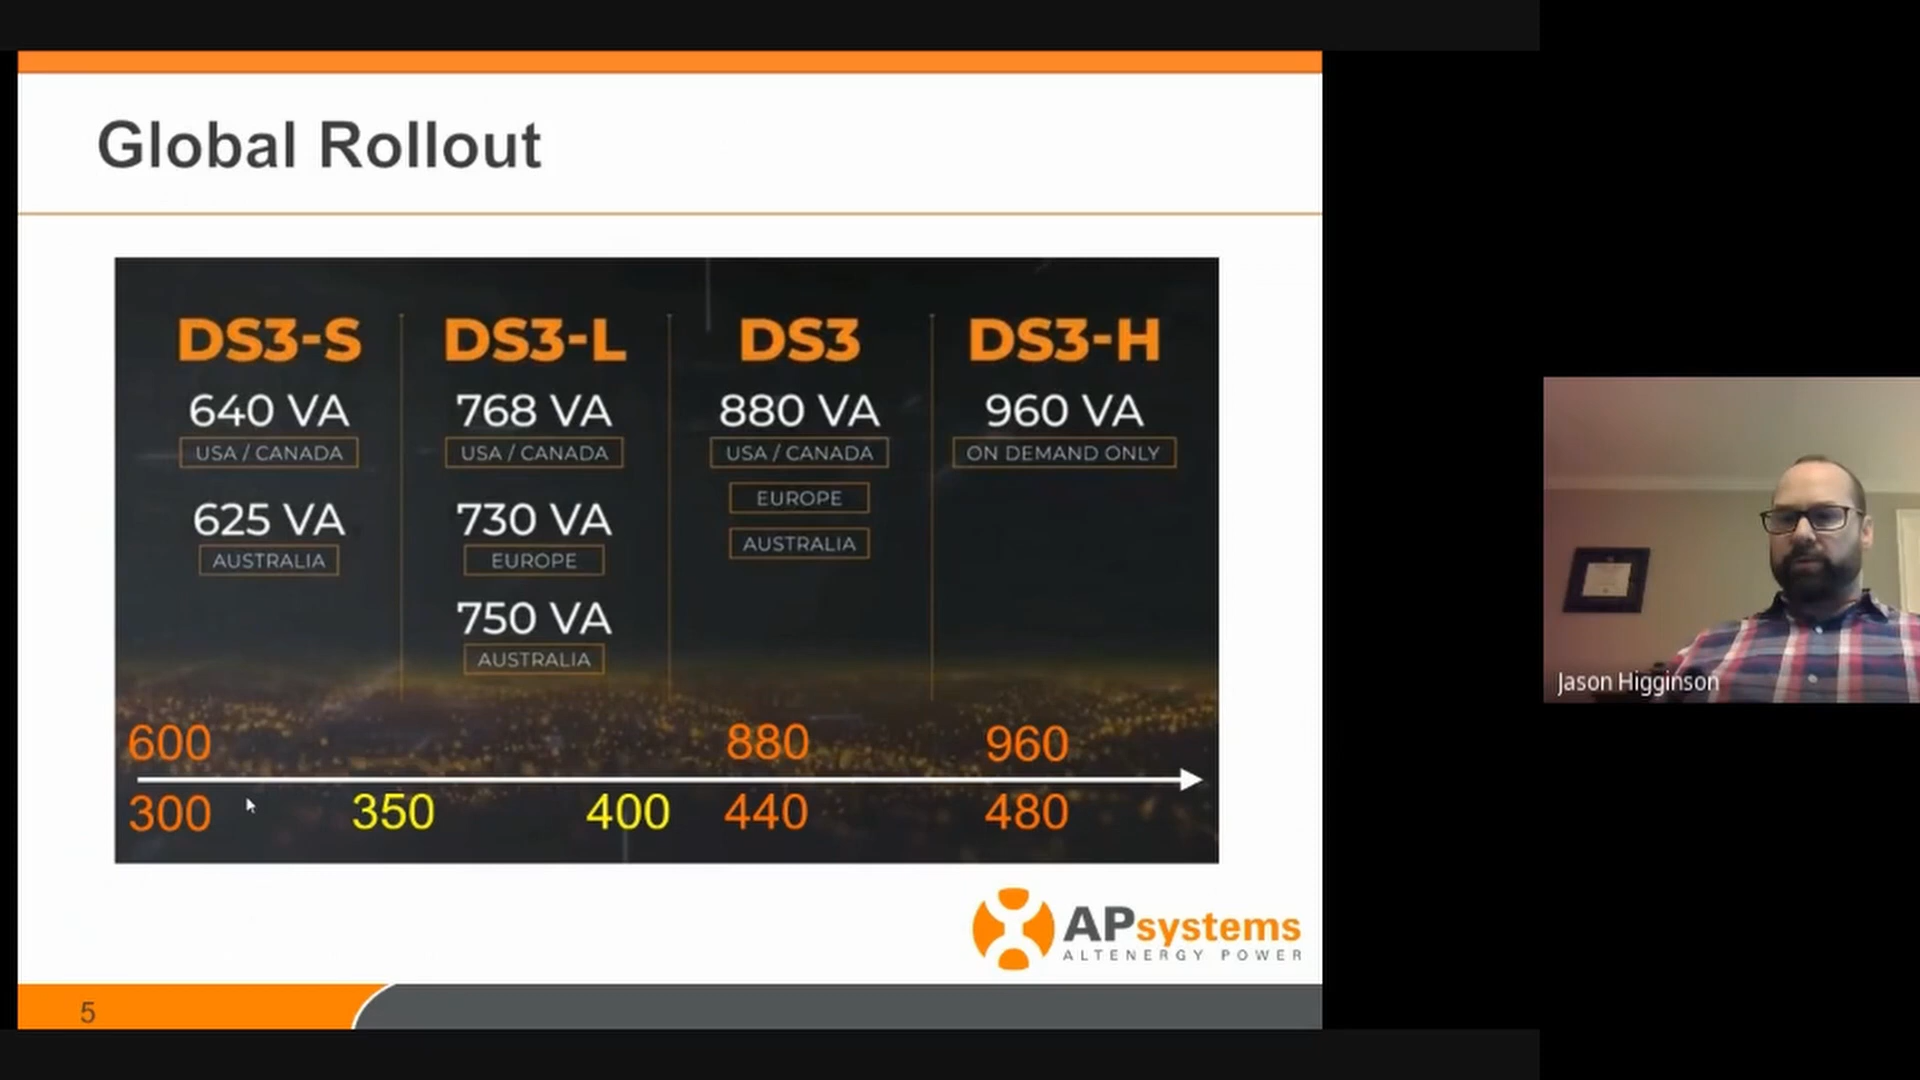 Global Rollout
DS3-S
640 VA
USA / CANADA
625 VA
AUSTRALIA
DS3-L
768 VA
USA / CANADA
730 VA
EUROPE
750 VA
AUSTRALIA
DS3
880 VA
USA / CANADA
EUROPE
AUSTRALIA
DS3-H
960 VA
ON DEMAND ONLY
600 880 960
300 350 400 440 480
APsystems
ALTENERGY POWER
5
Jason Higginson